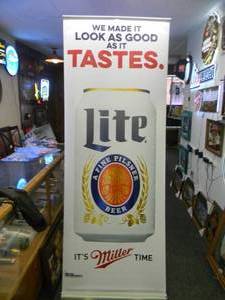 WE MADE IT
LOOK AS GOOD
AS IT
TASTES.
Lite
A FINE PILSNER
BEER
IT'S Miller TIME